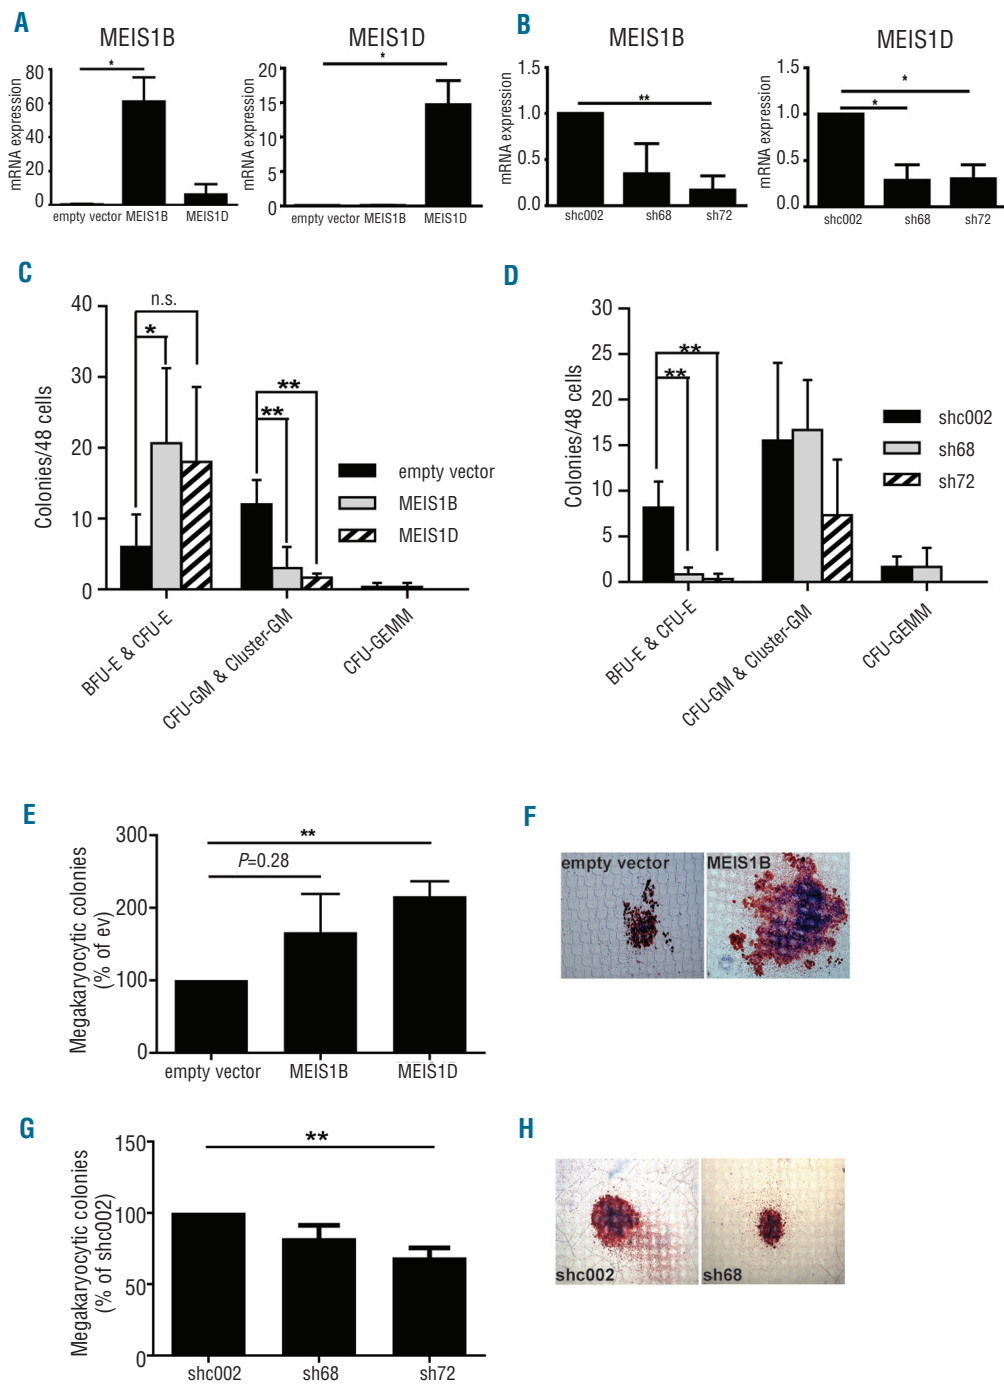 A
MEIS1B
mRNA expression
80
60
40
20
0
*
empty vector
MEIS1B
MEIS1D
MEIS1D
mRNA expression
20
15
10
5
0
*
empty vector
MEIS1B
MEIS1D
B
MEIS1B
mRNA expression
1.5
1.0
0.5
0.0
**
shc002
sh68
sh72
MEIS1D
mRNA expression
1.5
1.0
0.5
0.0
*
*
shc002
sh68
sh72
C
Colonies/48 cells
40
30
20
10
0
n.s.
*
**
**
empty vector
MEIS1B
MEIS1D
BFU-E & CFU-E
CFU-GM & Cluster-GM
CFU-GEMM
D
Colonies/48 cells
30
25
20
15
10
5
0
**
**
shc002
sh68
sh72
BFU-E & CFU-E
CFU-GM & Cluster-GM
CFU-GEMM
E
Megakaryocytic colonies
(% of ev)
300
200
100
0
**
P=0.28
empty vector
MEIS1B
MEIS1D
F
empty vector
MEIS1B
G
Megakaryocytic colonies
(% of shc002)
150
100
50
0
**
shc002
sh68
sh72
H
shc002
sh68